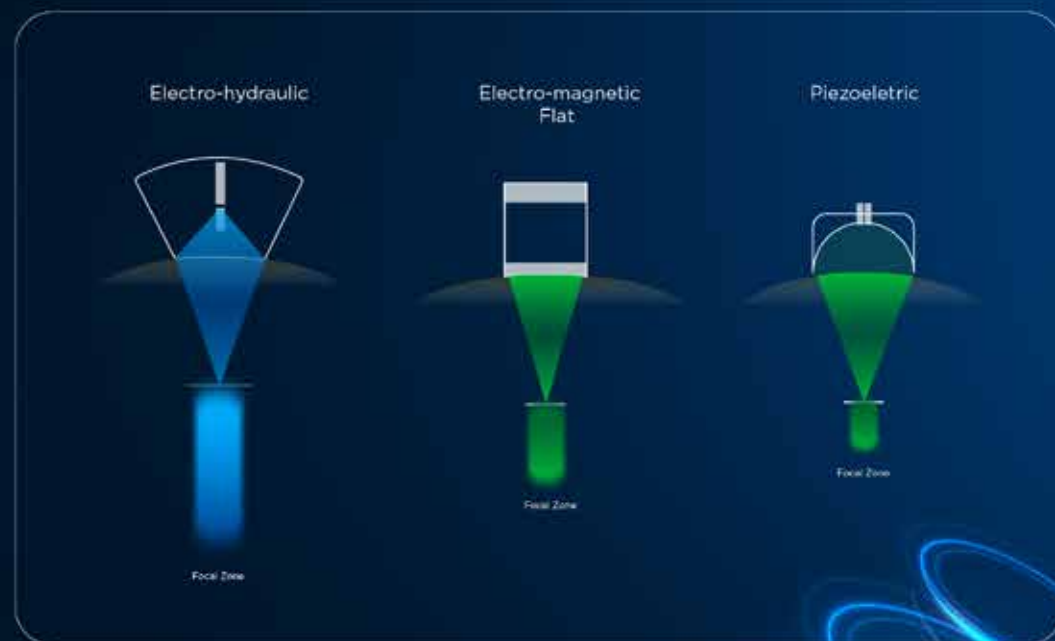 Electro-hydraulic
Electro-magnetic
Flat
Piezoeletric
Focal Zone
Focal Zone
Focal Zone